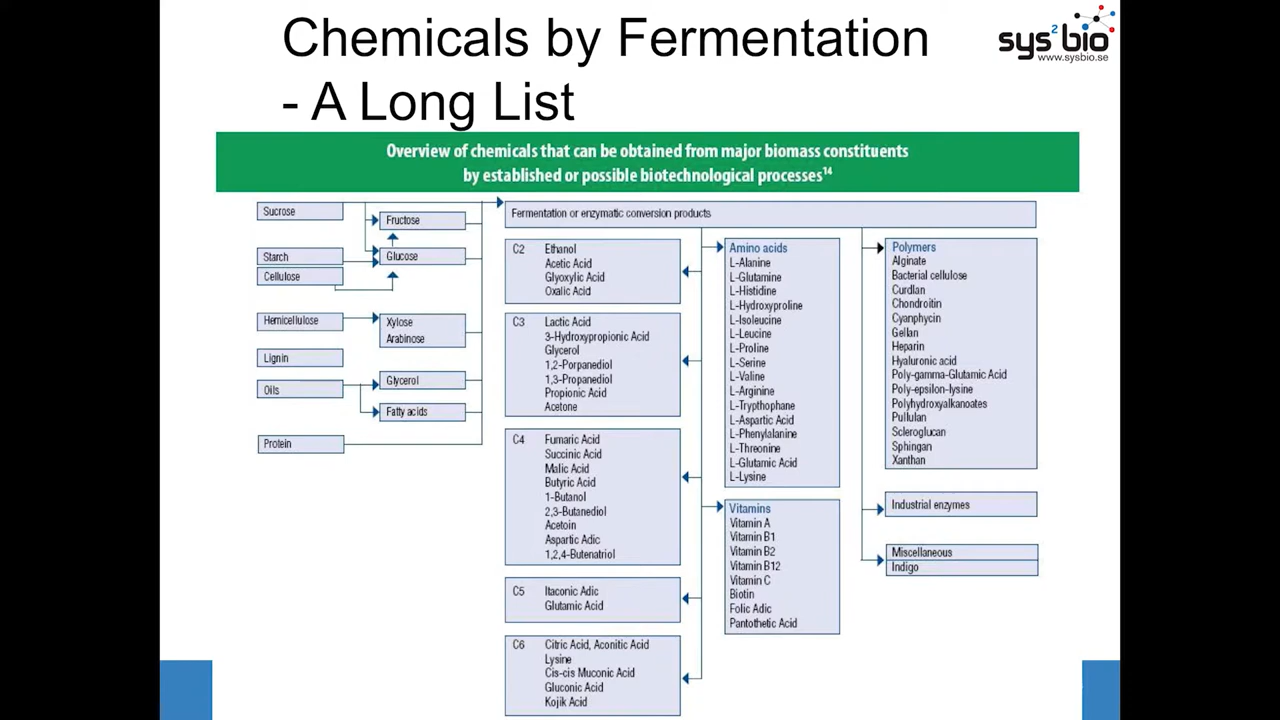 Chemicals by Fermentation
- A Long List
sys2bio
www.sysbio.se
Overview of chemicals that can be obtained from major biomass constituents
by established or possible biotechnological processes14
Sucrose
Starch
Cellulose
Hemicellulose
Lignin
Oils
Protein
Fructose
Glucose
Xylose
Arabinose
Glycerol
Fatty acids
Fermentation or enzymatic conversion products
C2 Ethanol
Acetic Acid
Glyoxylic Acid
Oxalic Acid
C3 Lactic Acid
3-Hydroxypropionic Acid
Glycerol
1,2-Porpanediol
1,3-Propanediol
Propionic Acid
Acetone
C4 Fumaric Acid
Succinic Acid
Malic Acid
Butyric Acid
1-Butanol
2,3-Butanediol
Acetoin
Aspartic Adic
1,2,4-Butenatriol
C5 Itaconic Adic
Glutamic Acid
C6 Citric Acid, Aconitic Acid
Lysine
Cis-cis Muconic Acid
Gluconic Acid
Kojik Acid
Amino acids
L-Alanine
L-Glutamine
L-Histidine
L-Hydroxyproline
L-Isoleucine
L-Leucine
L-Proline
L-Serine
L-Valine
L-Arginine
L-Trypthophane
L-Aspartic Acid
L-Phenylalanine
L-Threonine
L-Glutamic Acid
L-Lysine
Vitamins
Vitamin A
Vitamin B1
Vitamin B2
Vitamin B12
Vitamin C
Biotin
Folic Adic
Pantothetic Acid
Polymers
Alginate
Bacterial cellulose
Curdlan
Chondroitin
Cyanphycin
Gellan
Heparin
Hyaluronic acid
Poly-gamma-Glutamic Acid
Poly-epsilon-lysine
Polyhydroxyalkanoates
Pullulan
Scleroglucan
Sphingan
Xanthan
Industrial enzymes
Miscellaneous
Indigo